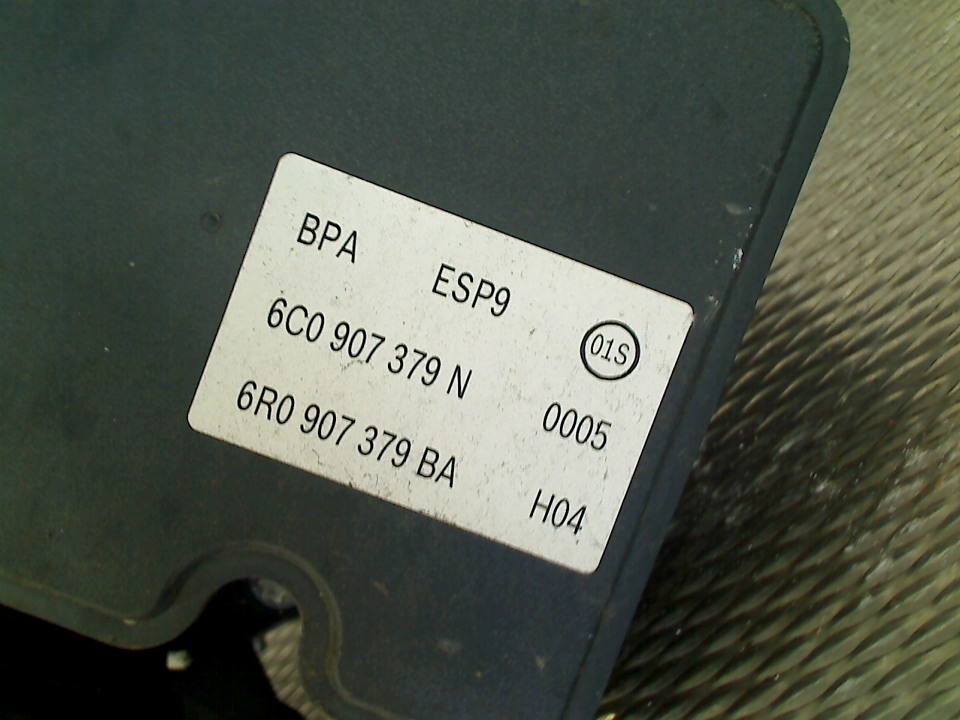 BPA ESP9
01S
6C0 907 379 N 0005
6R0 907 379 BA H04